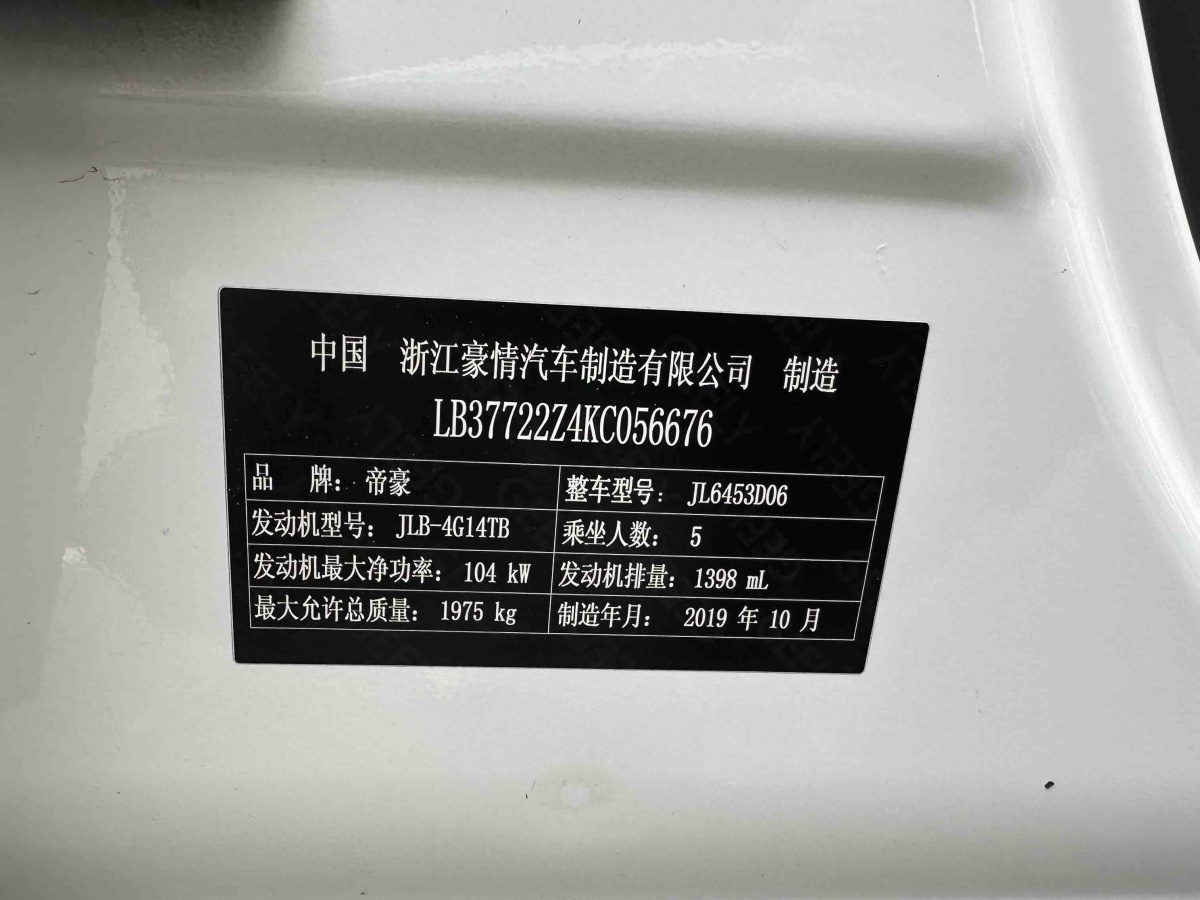 中国 浙江豪情汽车制造有限公司 制造
LB37722Z4KC056676
品 牌： 帝豪 整车型号： JL6453D06
发动机型号： JLB-4G14TB 乘坐人数： 5
发动机最大净功率： 104 kW 发动机排量： 1398 mL
最大允许总质量： 1975 kg 制造年月： 2019 年 10 月